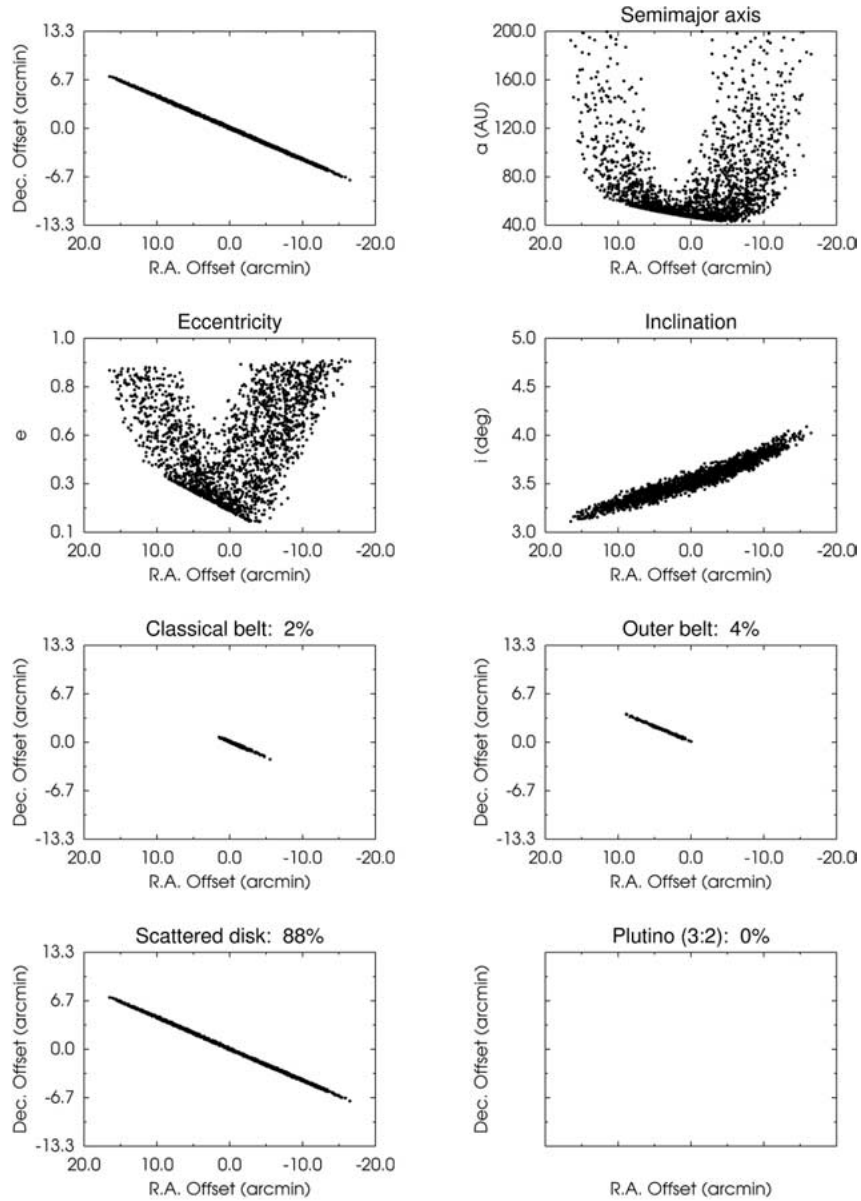 Semimajor axis
13.3
6.7
0.0
-6.7
-13.3
Dec. Offset (arcmin)
20.0 10.0 0.0 -10.0 -20.0
R.A. Offset (arcmin)
200.0
160.0
120.0
80.0
40.0
a (AU)
20.0 10.0 0.0 -10.0 -20.0
R.A. Offset (arcmin)
Eccentricity
1.0
0.8
0.6
0.3
0.1
e
20.0 10.0 0.0 -10.0 -20.0
R.A. Offset (arcmin)
Inclination
5.0
4.5
4.0
3.5
3.0
i (deg)
20.0 10.0 0.0 -10.0 -20.0
R.A. Offset (arcmin)
Classical belt: 2%
13.3
6.7
0.0
-6.7
-13.3
Dec. Offset (arcmin)
20.0 10.0 0.0 -10.0 -20.0
R.A. Offset (arcmin)
Outer belt: 4%
13.3
6.7
0.0
-6.7
-13.3
Dec. Offset (arcmin)
20.0 10.0 0.0 -10.0 -20.0
R.A. Offset (arcmin)
Scattered disk: 88%
13.3
6.7
0.0
-6.7
-13.3
Dec. Offset (arcmin)
20.0 10.0 0.0 -10.0 -20.0
R.A. Offset (arcmin)
Plutino (3:2): 0%
Dec. Offset (arcmin)
R.A. Offset (arcmin)